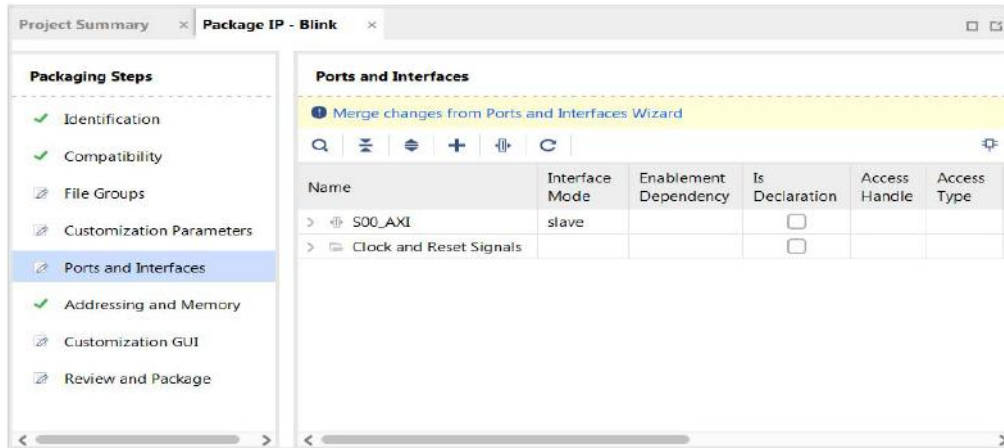 Project Summary × Package IP - Blink ×
Packaging Steps
Identification
Compatibility
File Groups
Customization Parameters
Ports and Interfaces
Addressing and Memory
Customization GUI
Review and Package
Ports and Interfaces
Merge changes from Ports and Interfaces Wizard
Name Interface Mode Enablement Dependency Is Declaration Access Handle Access Type
S00_AXI slave
Clock and Reset Signals